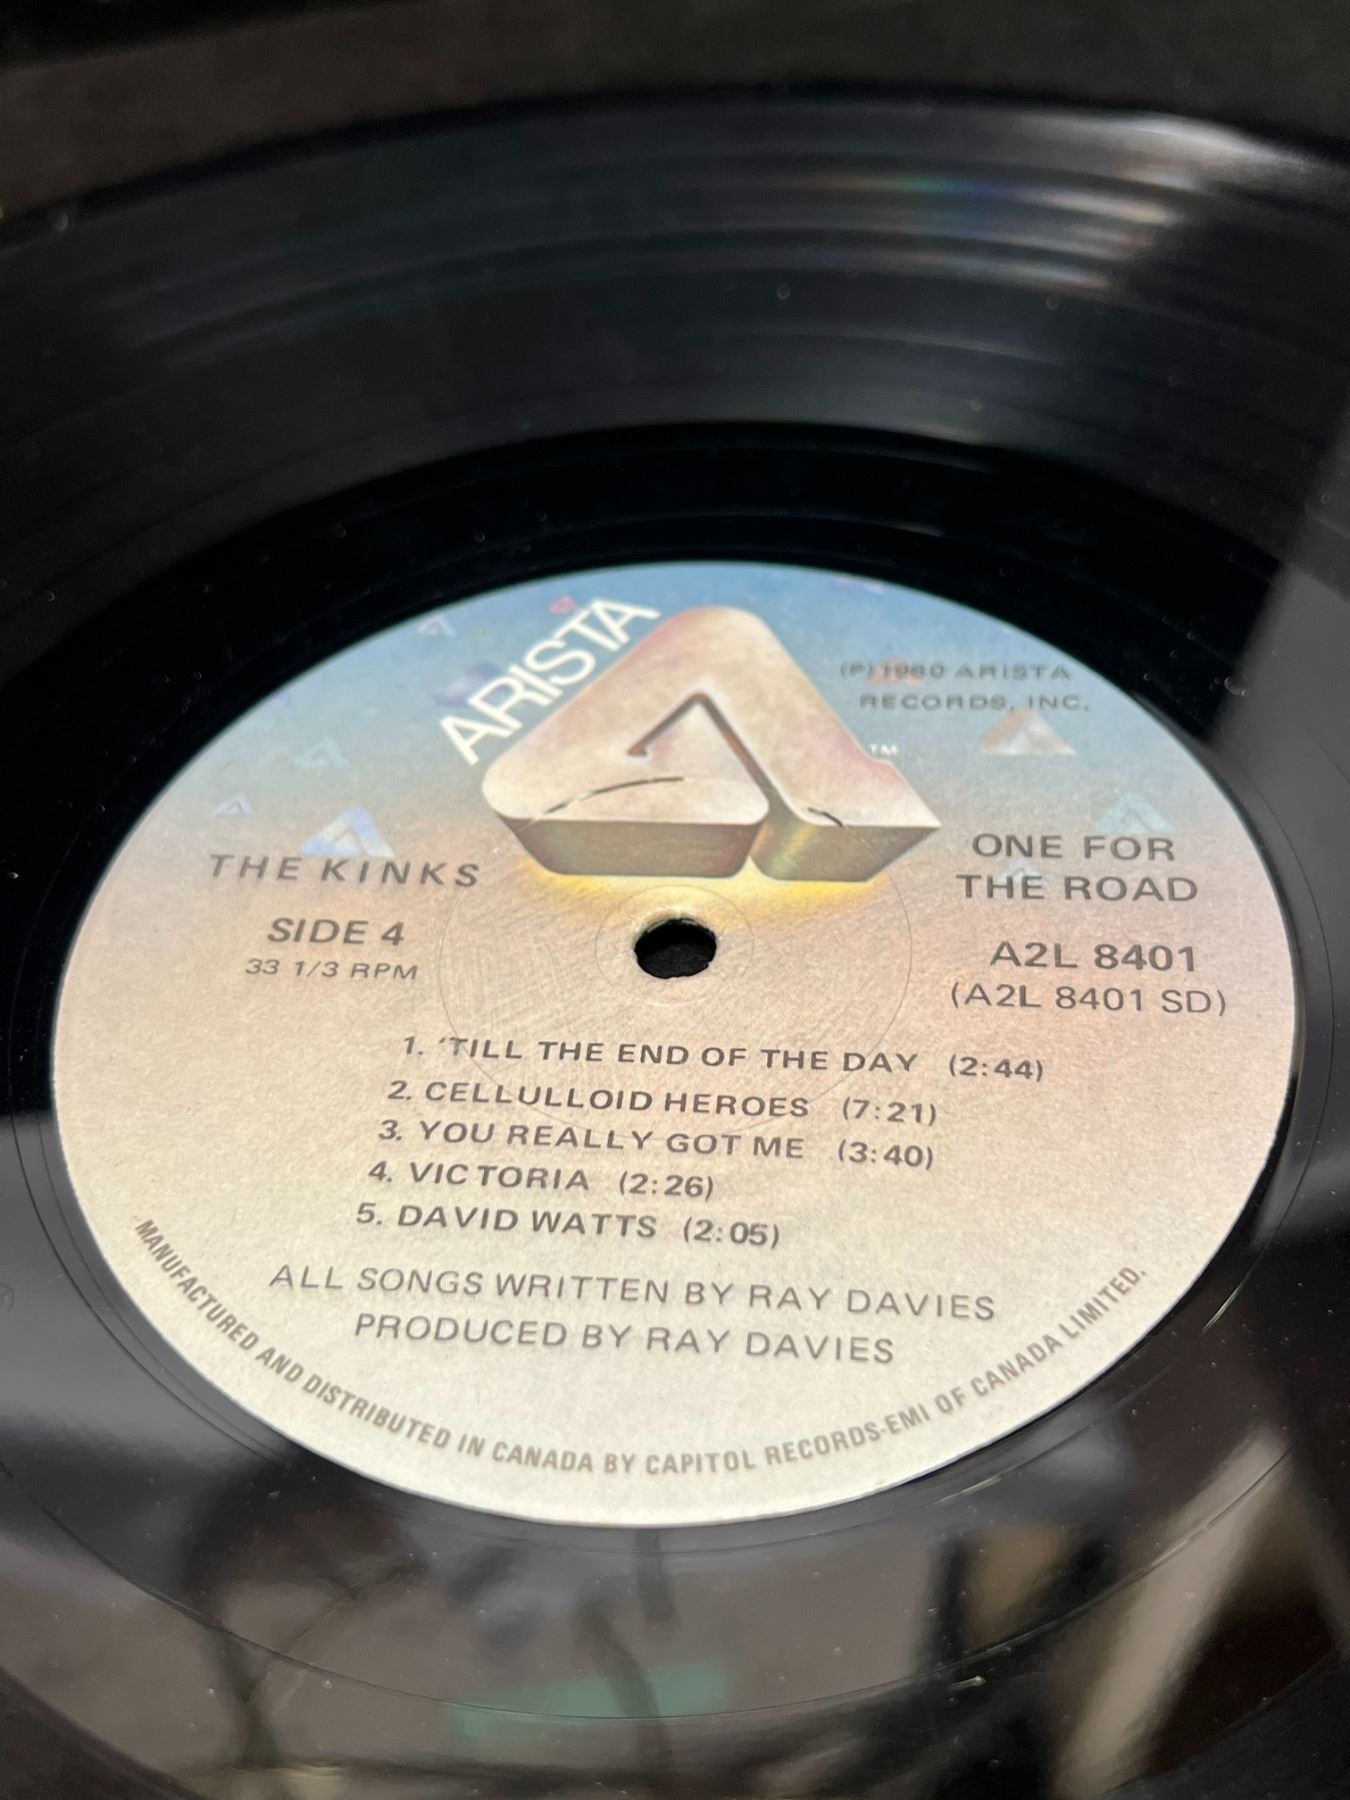 ARISTA
(P) 1980 ARISTA
RECORDS, INC.
TM
THE KINKS
SIDE 4
33 1/3 RPM
ONE FOR
THE ROAD
A2L 8401
(A2L 8401 SD)
1. ‘TILL THE END OF THE DAY (2:44)
2. CELLULLOID HEROES (7:21)
3. YOU REALLY GOT ME (3:40)
4. VICTORIA (2:26)
5. DAVID WATTS (2:05)
ALL SONGS WRITTEN BY RAY DAVIES
PRODUCED BY RAY DAVIES
MANUFACTURED AND DISTRIBUTED IN CANADA BY CAPITOL RECORDS-EMI OF CANADA LIMITED.